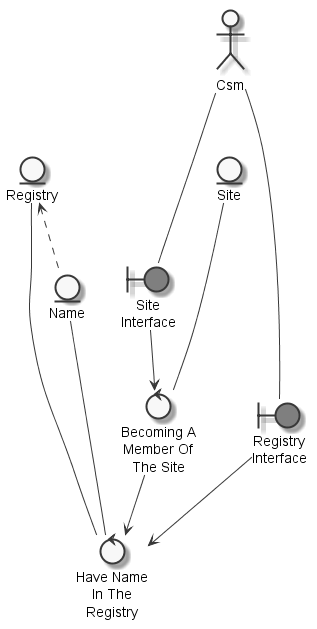 Csm
Registry
Site
Name
Site
Interface
Becoming A
Member Of
The Site
Registry
Interface
Have Name
In The
Registry